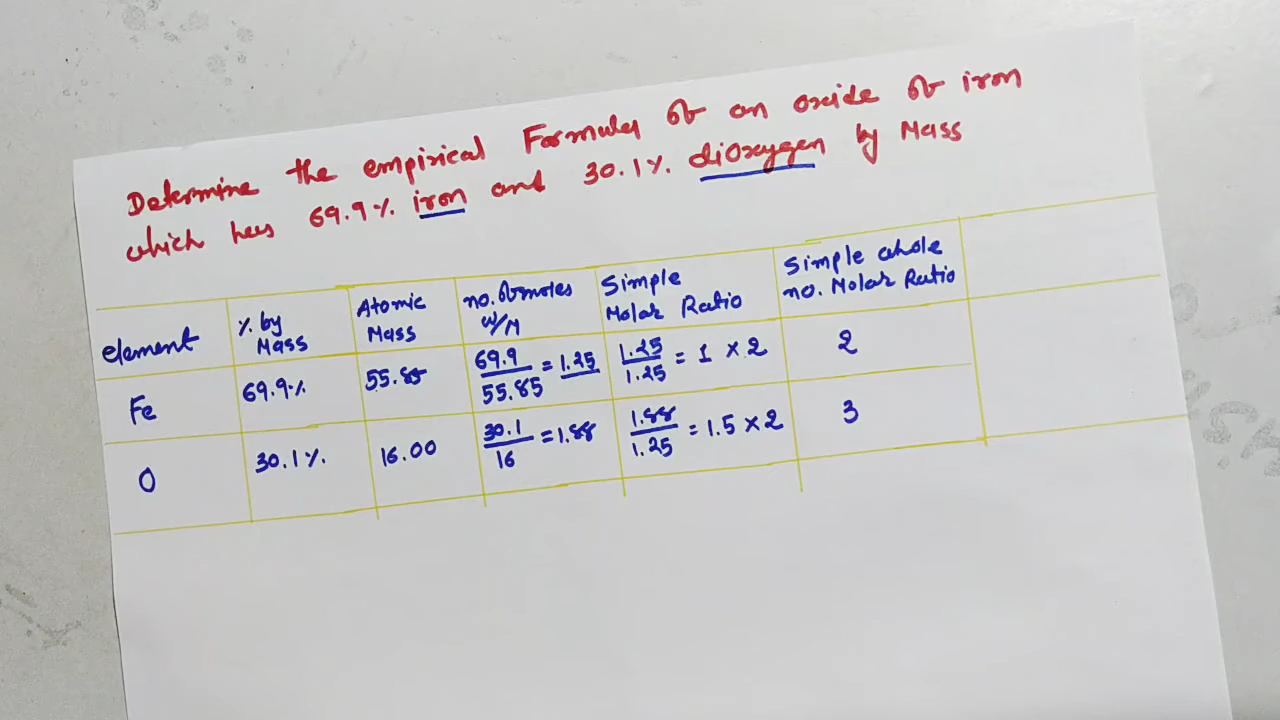 Determine the empirical Formula of an oxide of iron
which has 69.9% iron and 30.1% dioxygen by Mass
element % by Mass Atomic Mass no. of moles w/M Simple Molar Ratio Simple whole no. Molar Ratio
Fe 69.9% 55.85 69.9/55.85 = 1.25 1.25/1.25 = 1 × 2 2
O 30.1% 16.00 30.1/16 = 1.88 1.88/1.25 = 1.5 × 2 3